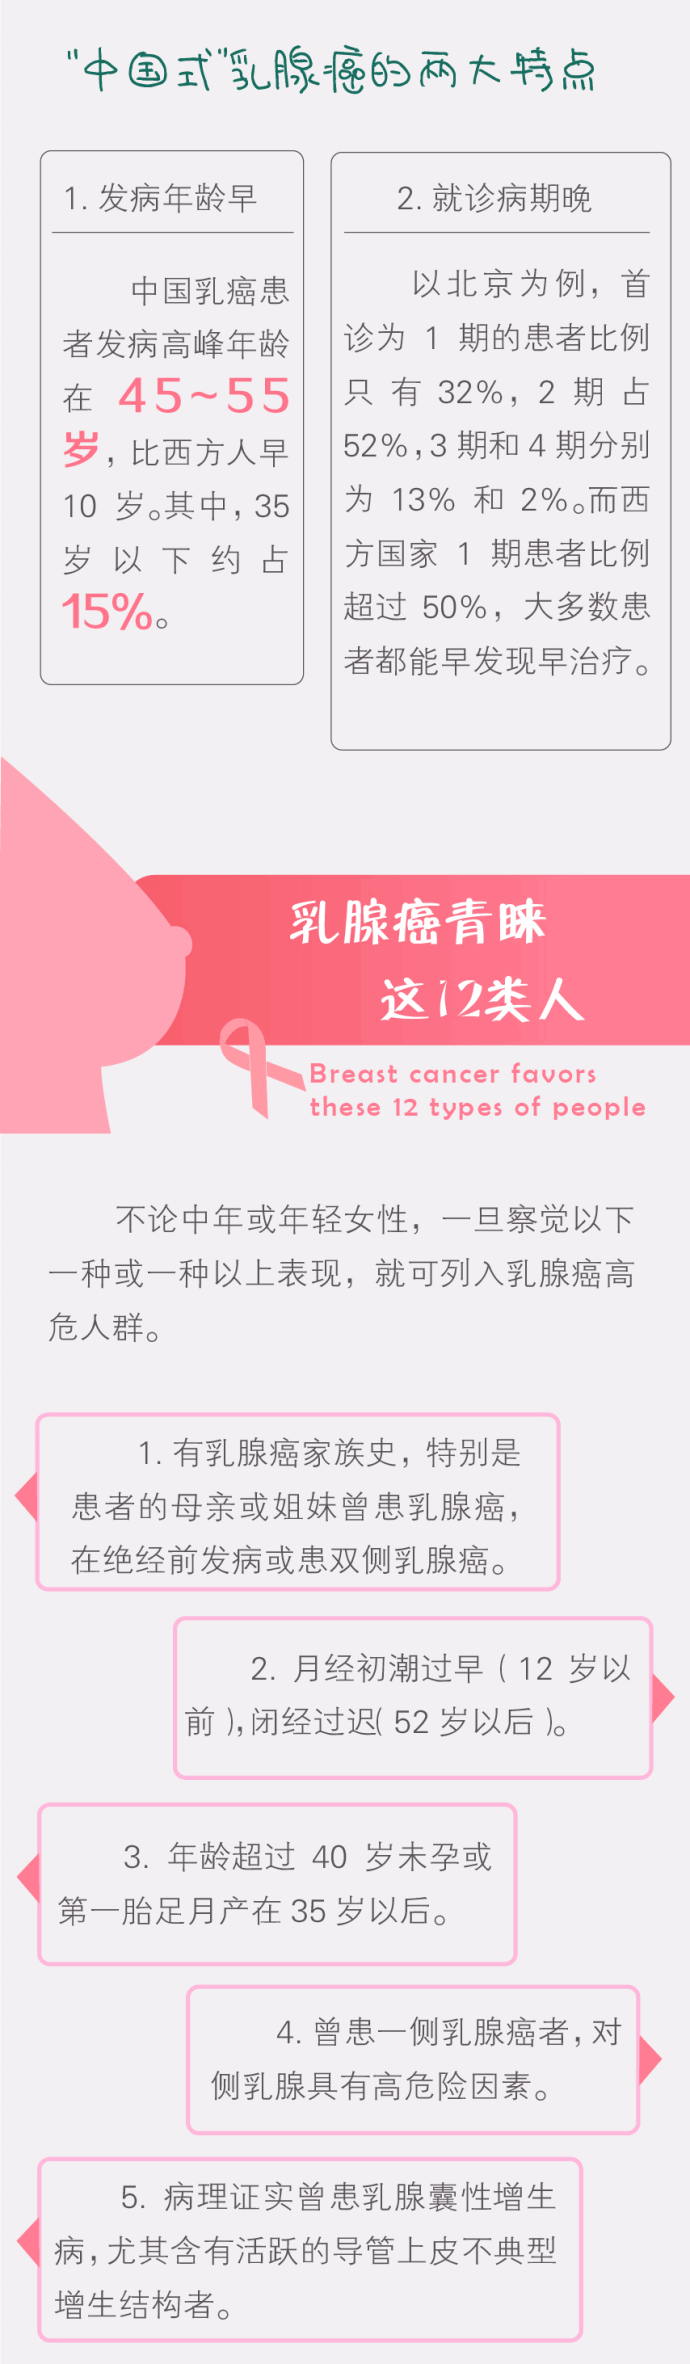 "中国式"乳腺癌的两大特点
1. 发病年龄早
中国乳癌患
者发病高峰年龄
在 45~55
岁，比西方人早
10 岁。其中，35
岁以下约占
15%。
2. 就诊病期晚
以北京为例，首
诊为 1 期的患者比例
只有 32%，2 期占
52%，3 期和 4 期分别
为 13% 和 2%。而西
方国家 1 期患者比例
超过 50%，大多数患
者都能早发现早治疗。
乳腺癌青睐
这12类人
Breast cancer favors
these 12 types of people
不论中年或年轻女性，一旦察觉以下
一种或一种以上表现，就可列入乳腺癌高
危人群。
1. 有乳腺癌家族史，特别是
患者的母亲或姐妹曾患乳腺癌，
在绝经前发病或患双侧乳腺癌。
2. 月经初潮过早（12 岁以
前），闭经过迟（52 岁以后）。
3. 年龄超过 40 岁未孕或
第一胎足月产在 35 岁以后。
4. 曾患一侧乳腺癌者，对
侧乳腺具有高危险因素。
5. 病理证实曾患乳腺囊性增生
病，尤其含有活跃的导管上皮不典型
增生结构者。